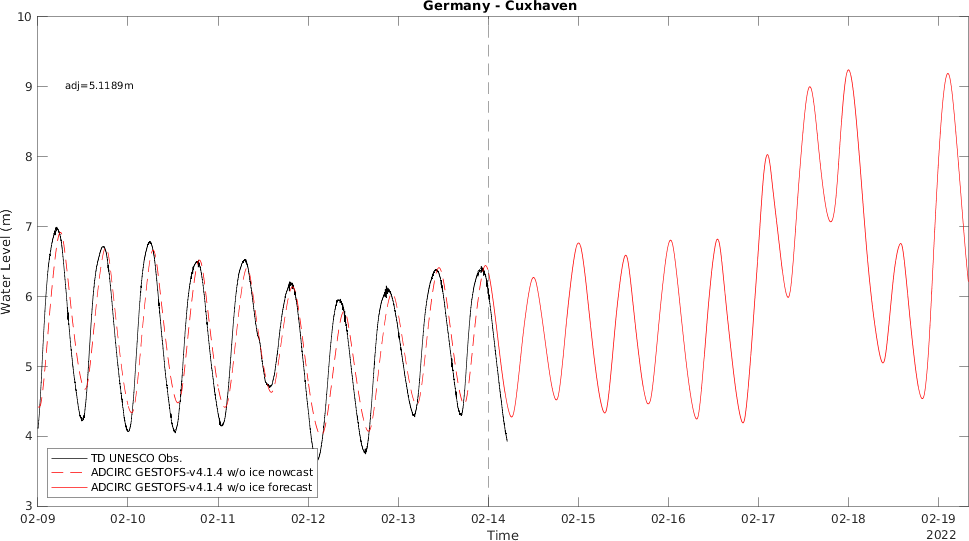 Germany - Cuxhaven
10
9
8
7
6
5
4
3
Water Level (m)
adj=5.1189m
TD UNESCO Obs.
ADCIRC GESTOFS-v4.1.4 w/o ice nowcast
ADCIRC GESTOFS-v4.1.4 w/o ice forecast
02-09 02-10 02-11 02-12 02-13 02-14 02-15 02-16 02-17 02-18 02-19
2022
Time